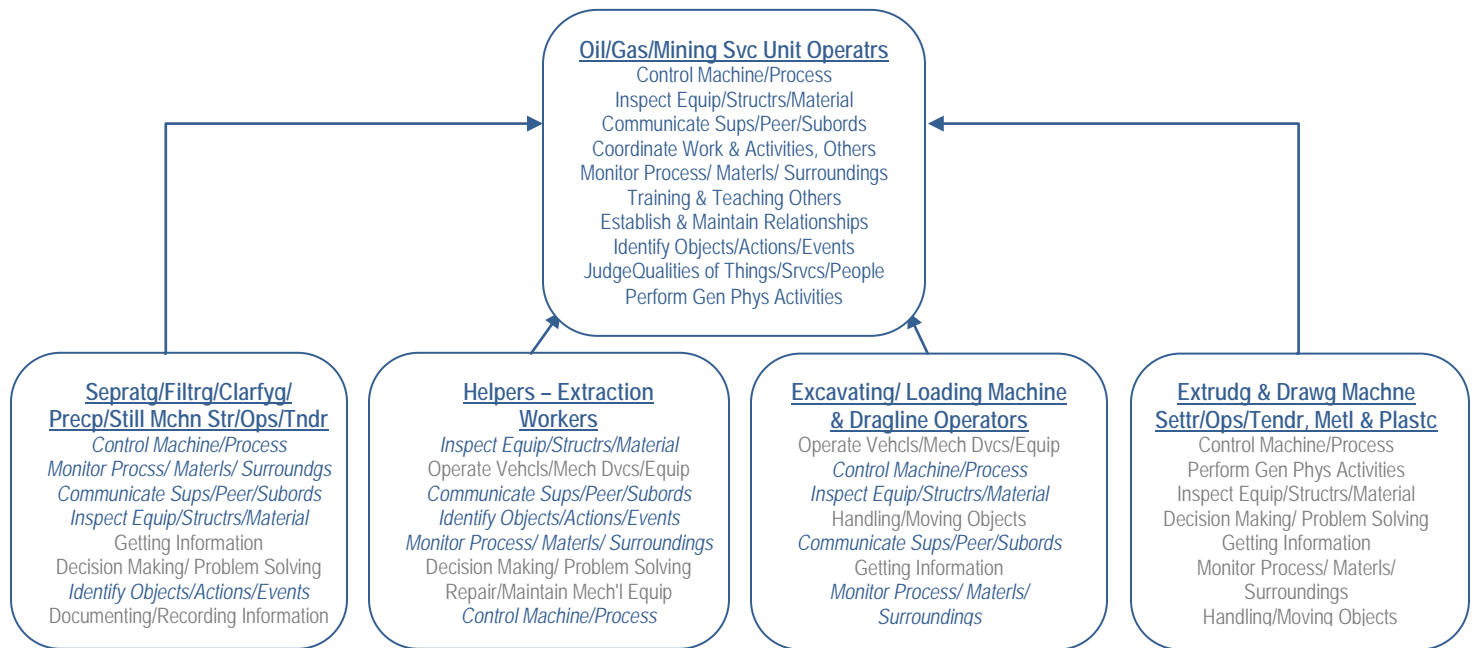 Oil/Gas/Mining Svc Unit Operatrs
Control Machine/Process
Inspect Equip/Structrs/Material
Communicate Sups/Peer/Subords
Coordinate Work & Activities, Others
Monitor Process/ Materls/ Surroundings
Training & Teaching Others
Establish & Maintain Relationships
Identify Objects/Actions/Events
JudgeQualities of Things/Srvcs/People
Perform Gen Phys Activities
Sepratg/Filtrg/Clarfyg/
Precp/Still Mchn Str/Ops/Tndr
Control Machine/Process
Monitor Procss/ Materls/ Surroundgs
Communicate Sups/Peer/Subords
Inspect Equip/Structrs/Material
Getting Information
Decision Making/ Problem Solving
Identify Objects/Actions/Events
Documenting/Recording Information
Helpers – Extraction
Workers
Inspect Equip/Structrs/Material
Operate Vehcls/Mech Dvcs/Equip
Communicate Sups/Peer/Subords
Identify Objects/Actions/Events
Monitor Process/ Materls/ Surroundings
Decision Making/ Problem Solving
Repair/Maintain Mech'l Equip
Control Machine/Process
Excavating/ Loading Machine
& Dragline Operators
Operate Vehcls/Mech Dvcs/Equip
Control Machine/Process
Inspect Equip/Structrs/Material
Handling/Moving Objects
Communicate Sups/Peer/Subords
Getting Information
Monitor Process/ Materls/
Surroundings
Extrudg & Drawg Machne
Settr/Ops/Tendr, Metl & Plastc
Control Machine/Process
Perform Gen Phys Activities
Inspect Equip/Structrs/Material
Decision Making/ Problem Solving
Getting Information
Monitor Process/ Materls/
Surroundings
Handling/Moving Objects